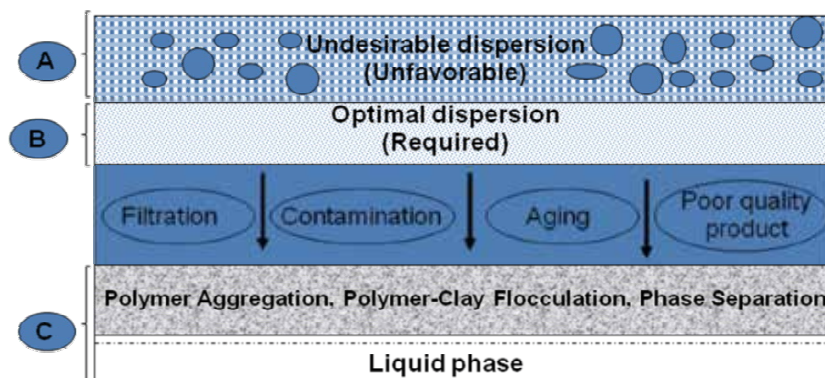 A
Undesirable dispersion
(Unfavorable)
B
Optimal dispersion
(Required)
Filtration
Contamination
Aging
Poor quality
product
C
Polymer Aggregation, Polymer-Clay Flocculation, Phase Separation
Liquid phase